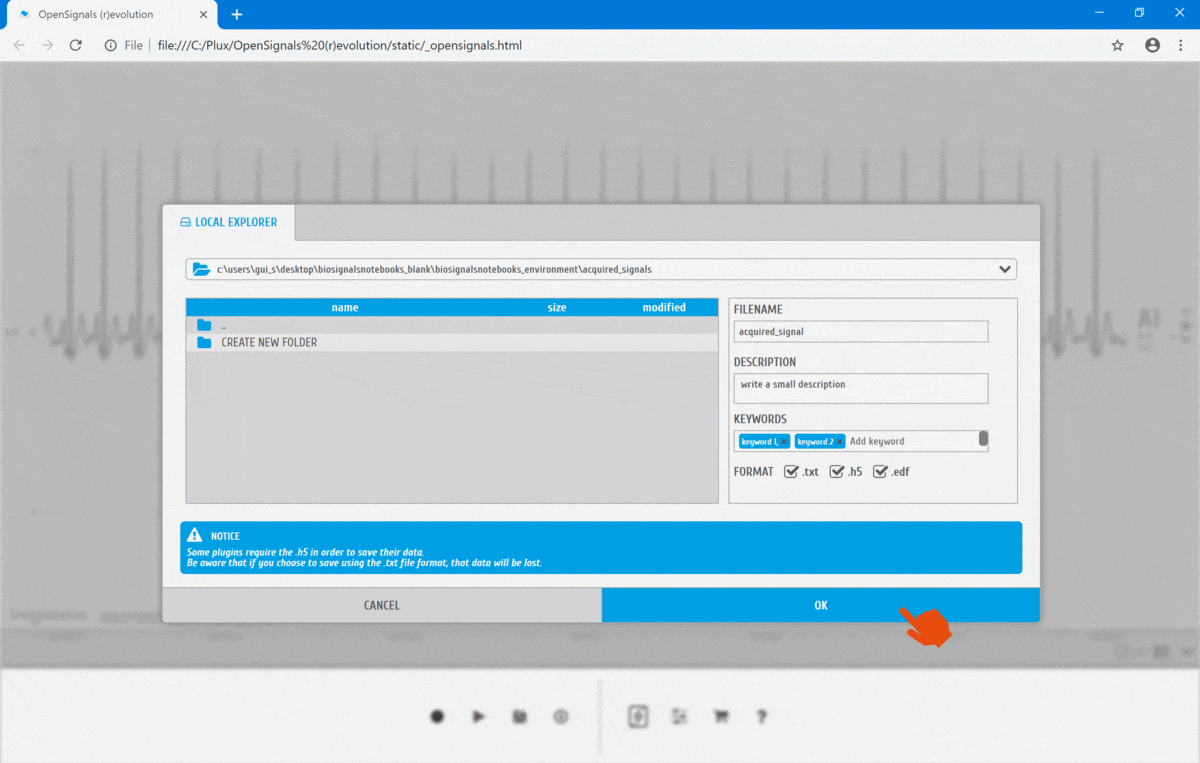 OpenSignals (r)evolution
File
file:///C:/Plux/OpenSignals%20(r)evolution/static/_opensignals.html
LOCAL EXPLORER
c:\users\gui_s\desktop\biosignalsnotebooks_blank\biosignalsnotebooks_environment\acquired_signals
name size modified
..
CREATE NEW FOLDER
FILENAME
acquired_signal
DESCRIPTION
write a small description
KEYWORDS
keyword 1, × keyword 2 × Add keyword
FORMAT .txt .h5 .edf
NOTICE
Some plugins require the .h5 in order to save their data.
Be aware that if you choose to save using the .txt file format, that data will be lost.
CANCEL OK
?